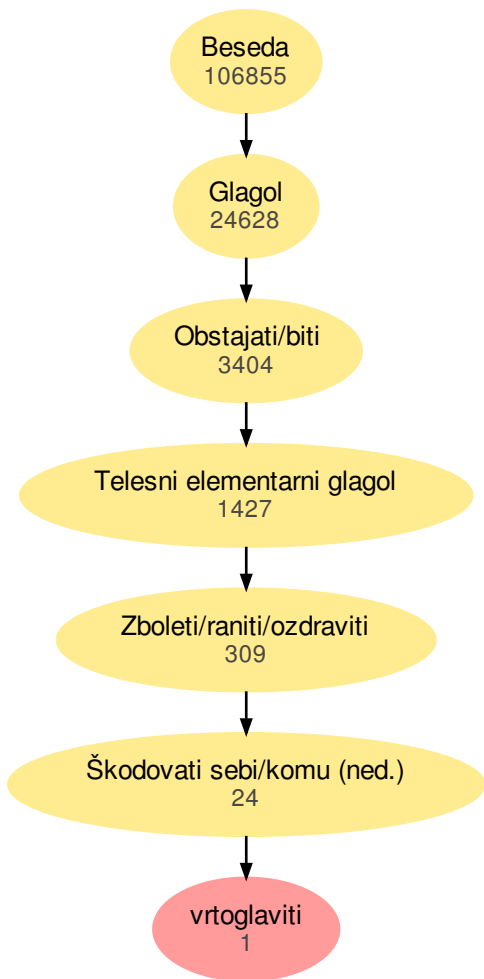 Beseda
106855
Glagol
24628
Obstajati/biti
3404
Telesni elementarni glagol
1427
Zboleti/raniti/ozdraviti
309
Škodovati sebi/komu (ned.)
24
vrtoglaviti
1